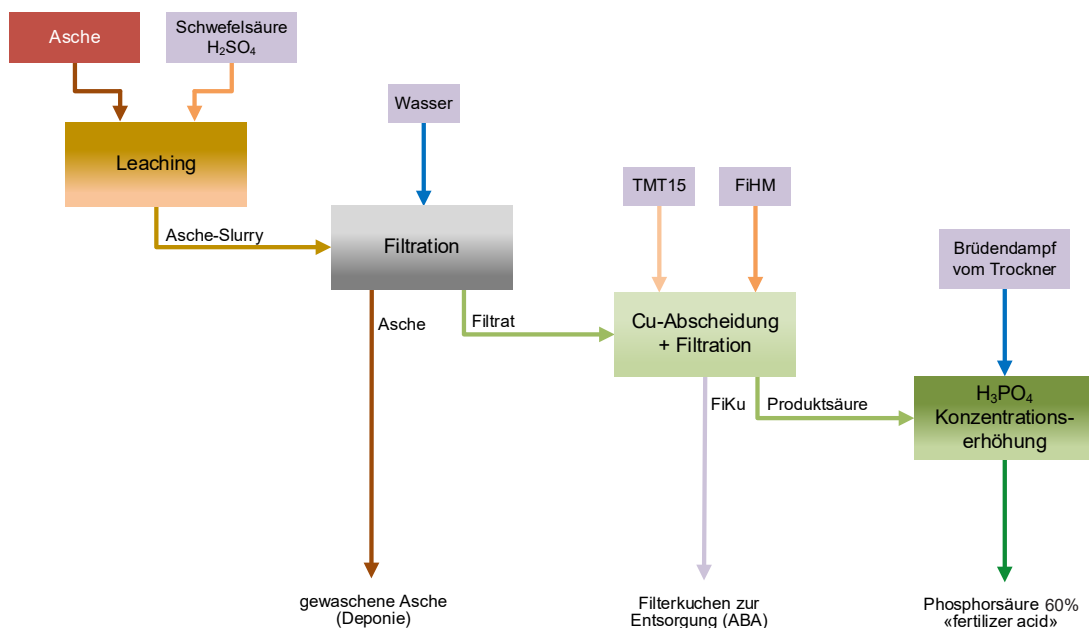 Asche
Schwefelsäure
H₂SO₄
Wasser
Leaching
TMT15
FiHM
Asche-Slurry
Filtration
Brüdendampf
vom Trockner
Asche
Filtrat
Cu-Abscheidung
+ Filtration
FiKu
Produktsäure
H₃PO₄
Konzentrations-
erhöhung
gewaschene Asche
(Deponie)
Filterkuchen zur
Entsorgung (ABA)
Phosphorsäure 60%
«fertilizer acid»